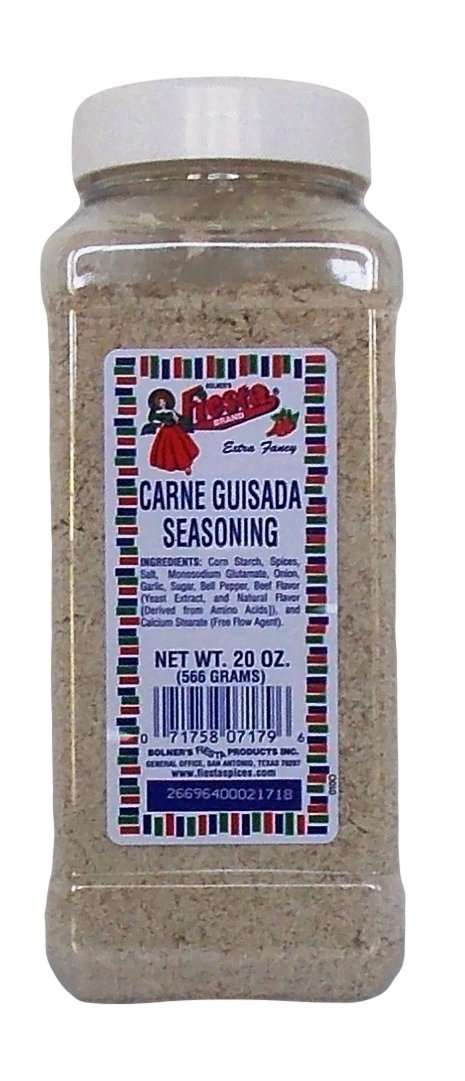 BOLNER'S
Fiesta®
BRAND
Extra Fancy
CARNE GUISADA
SEASONING
INGREDIENTS: Corn Starch, Spices,
Salt, Monosodium Glutamate, Onion,
Garlic, Sugar, Bell Pepper, Beef Flavor
(Yeast Extract, and Natural Flavor
[Derived from Amino Acids]), and
Calcium Stearate (Free Flow Agent).
NET WT. 20 OZ.
(566 GRAMS)
0 71758 07179 6
BOLNER'S FIESTA PRODUCTS INC.
GENERAL OFFICE, SAN ANTONIO, TEXAS 78207
www.fiestaspices.com
26696400021718